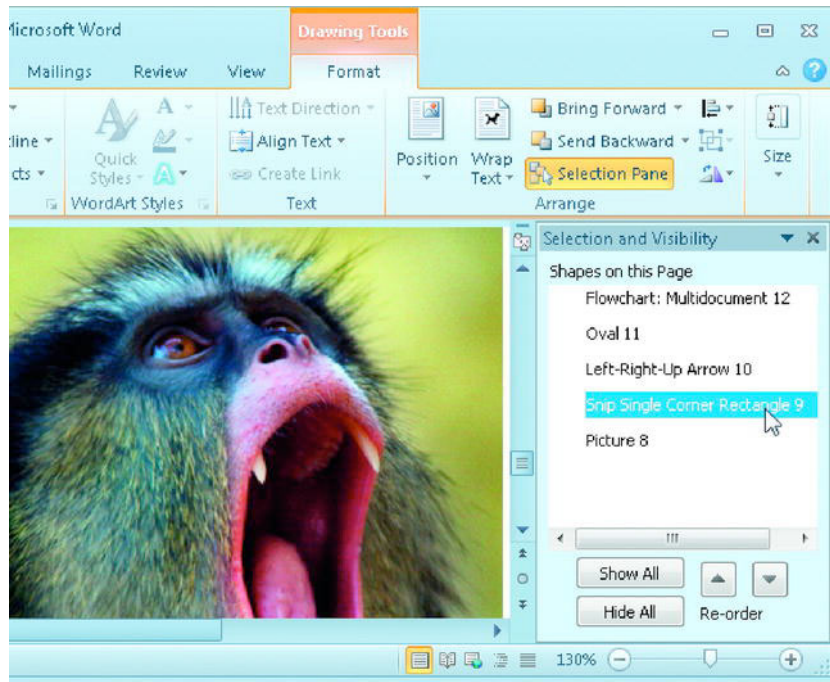 Microsoft Word
Drawing Tools
Mailings Review View Format
Text Direction
Bring Forward
Align Text
Send Backward
Quick
Styles
Create Link
Position
Wrap
Text
Selection Pane
Size
WordArt Styles
Text
Arrange
Selection and Visibility
Shapes on this Page
Flowchart: Multidocument 12
Oval 11
Left-Right-Up Arrow 10
Snip Single Corner Rectangle 9
Picture 8
Show All
Hide All
Re-order
130%